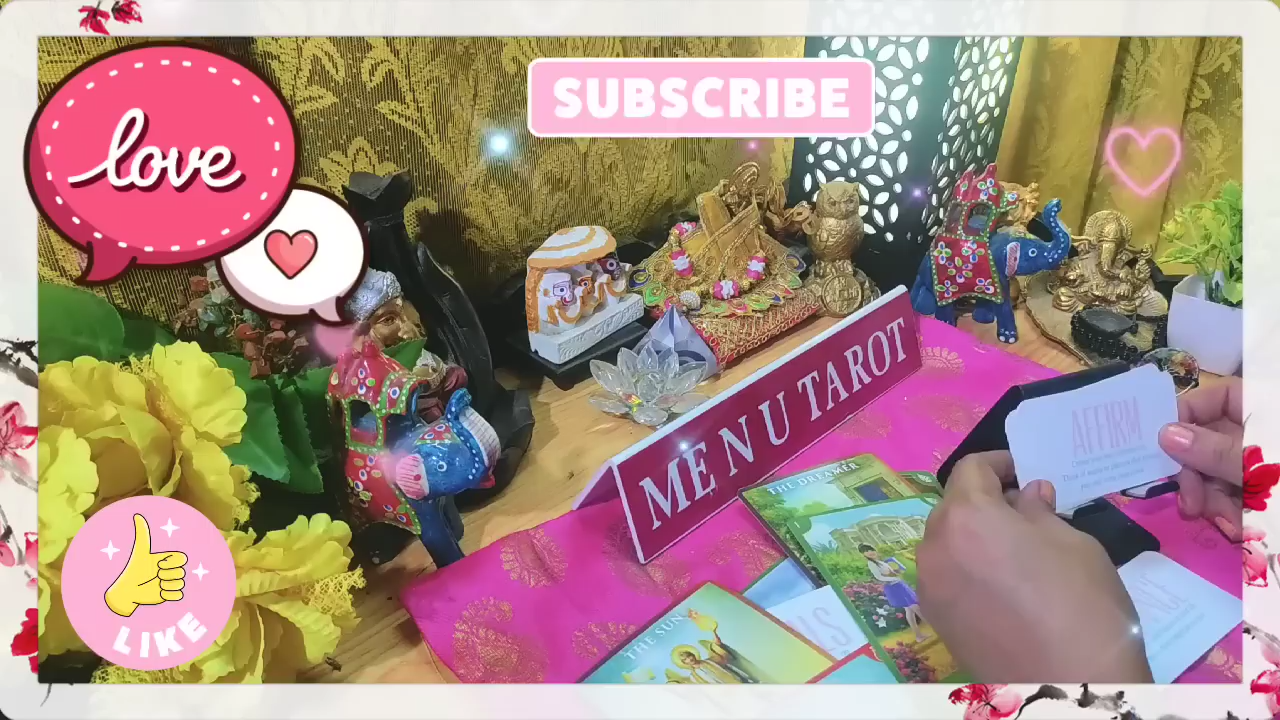 love
SUBSCRIBE
ME N U TAROT
THE DREAMER
AFFIRM
THE SUN
LIKE